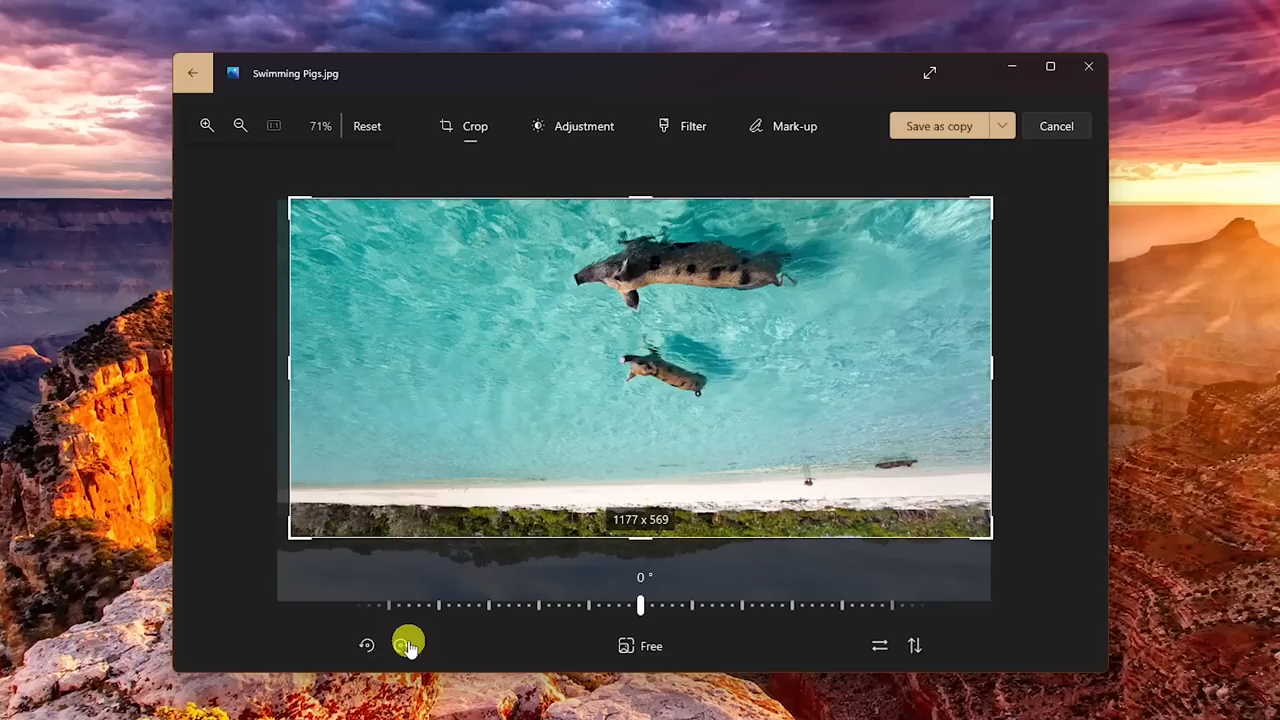 Swimming Pigs.jpg
71% Reset Crop Adjustment Filter Mark-up Save as copy Cancel
1177 x 569
0 °
Free